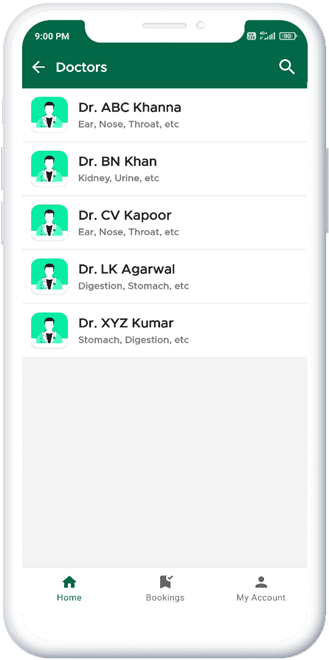 9:00 PM
90
Doctors
Dr. ABC Khanna
Ear, Nose, Throat, etc
Dr. BN Khan
Kidney, Urine, etc
Dr. CV Kapoor
Ear, Nose, Throat, etc
Dr. LK Agarwal
Digestion, Stomach, etc
Dr. XYZ Kumar
Stomach, Digestion, etc
Home
Bookings
My Account